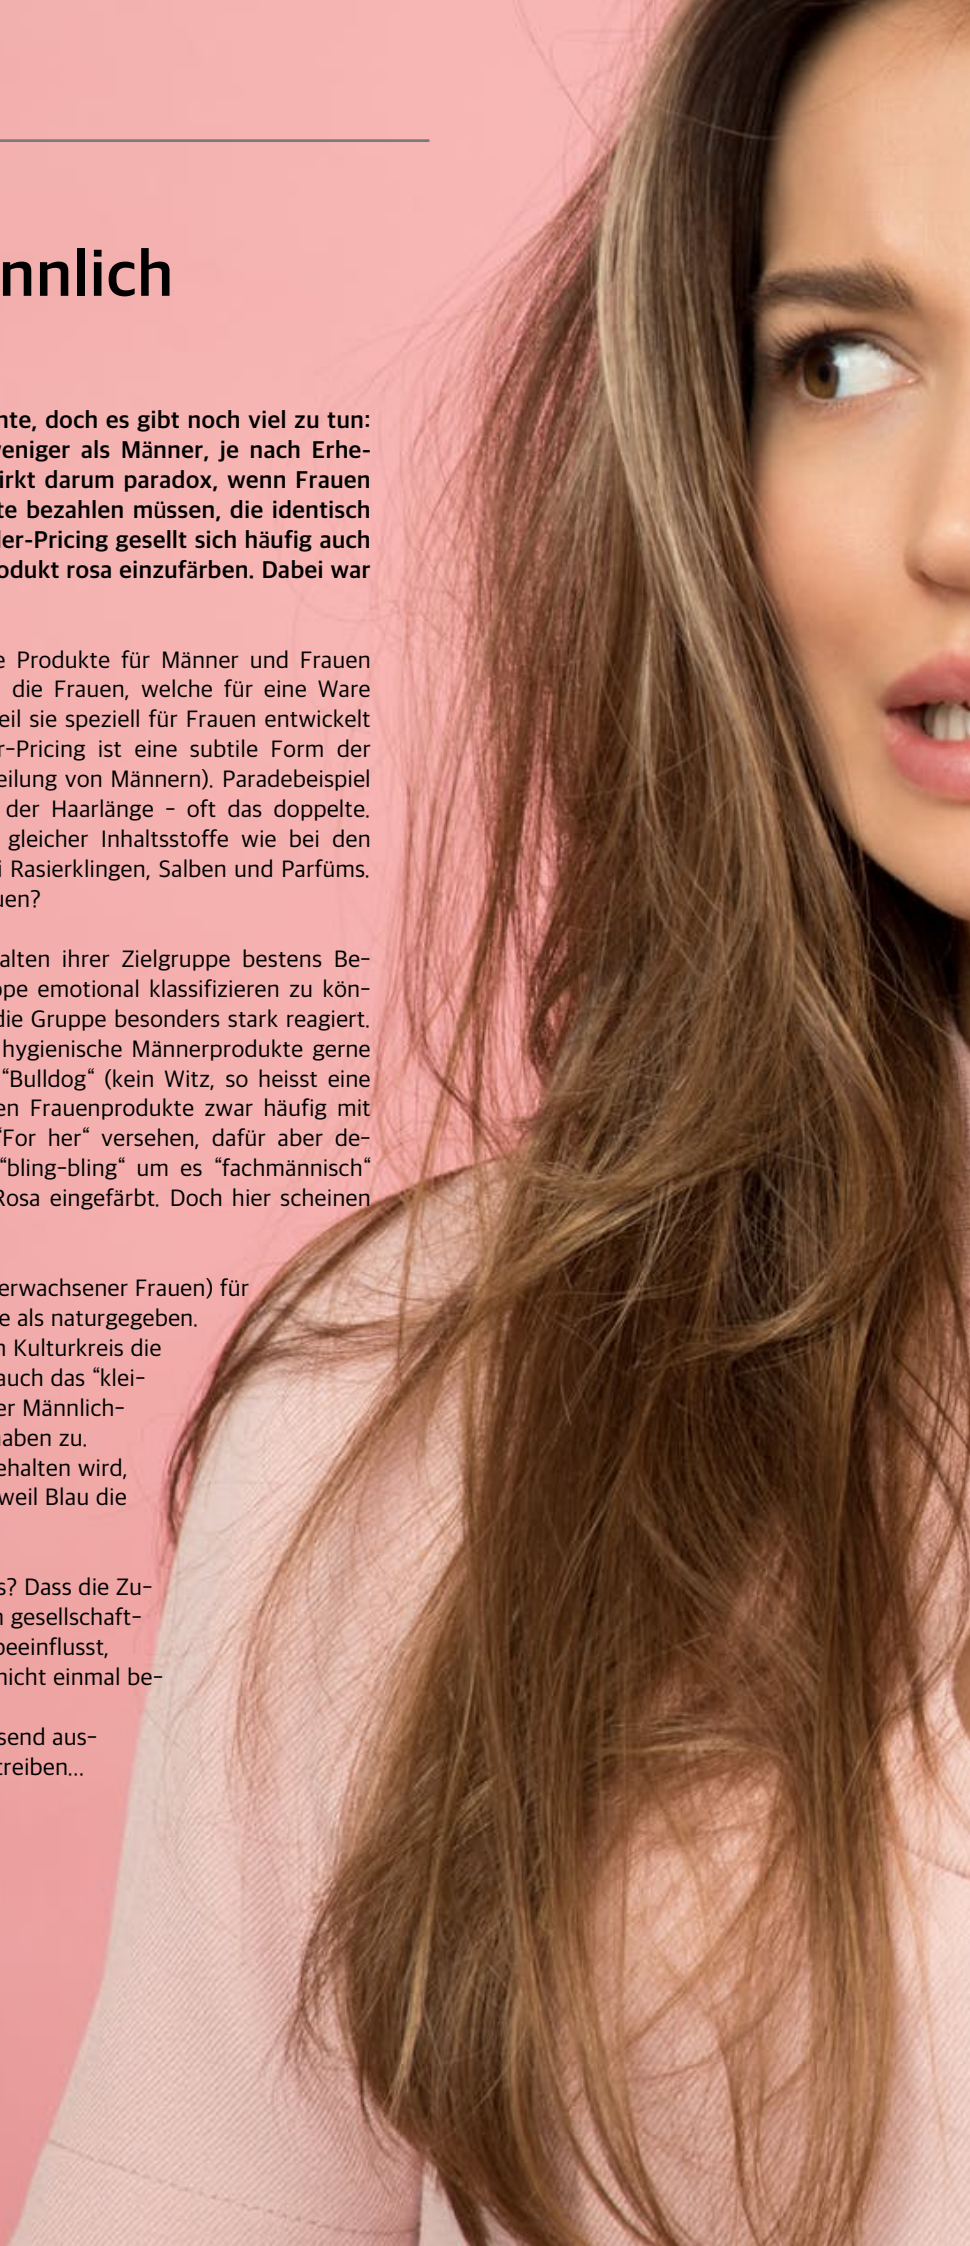 nnlich
nte, doch es gibt noch viel zu tun:
eniger als Männer, je nach Erhe-
irkt darum paradox, wenn Frauen
te bezahlen müssen, die identisch
er-Pricing gesellt sich häufig auch
odukt rosa einzufärben. Dabei war
e Produkte für Männer und Frauen
die Frauen, welche für eine Ware
eil sie speziell für Frauen entwickelt
r-Pricing ist eine subtile Form der
eilung von Männern). Paradebeispiel
der Haarlänge - oft das doppelte.
gleicher Inhaltsstoffe wie bei den
i Rasierklingen, Salben und Parfüms.
uen?
alten ihrer Zielgruppe bestens Be-
ppe emotional klassifizieren zu kön-
die Gruppe besonders stark reagiert.
hygienische Männerprodukte gerne
“Bulldog“ (kein Witz, so heisst eine
en Frauenprodukte zwar häufig mit
“For her“ versehen, dafür aber de-
“bling-bling“ um es “fachmännisch“
Rosa eingefärbt. Doch hier scheinen
erwachsener Frauen) für
e als naturgegeben.
n Kulturkreis die
auch das “klei-
er Männlich-
haben zu.
ehalten wird,
weil Blau die
s? Dass die Zu-
n gesellschaft-
beeinflusst,
nicht einmal be-
send aus-
treiben...